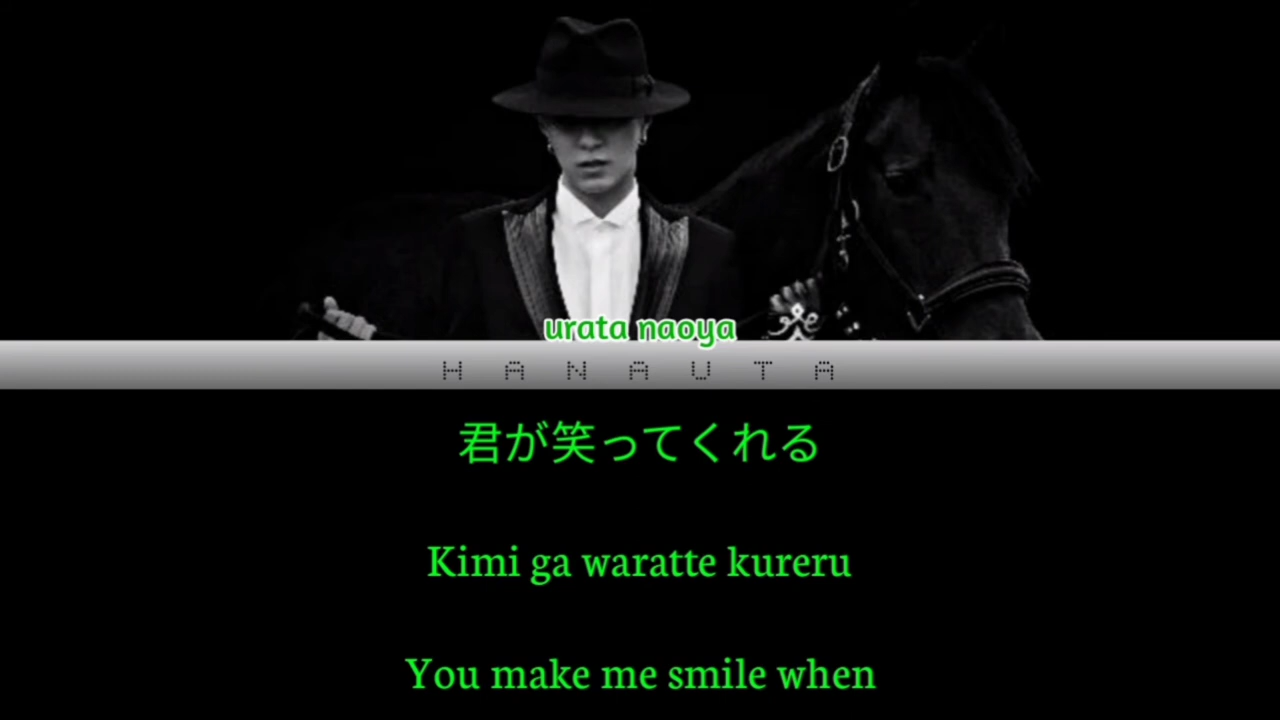 urata naoya
HANAUTA
君が笑ってくれる
Kimi ga waratte kureru
You make me smile when